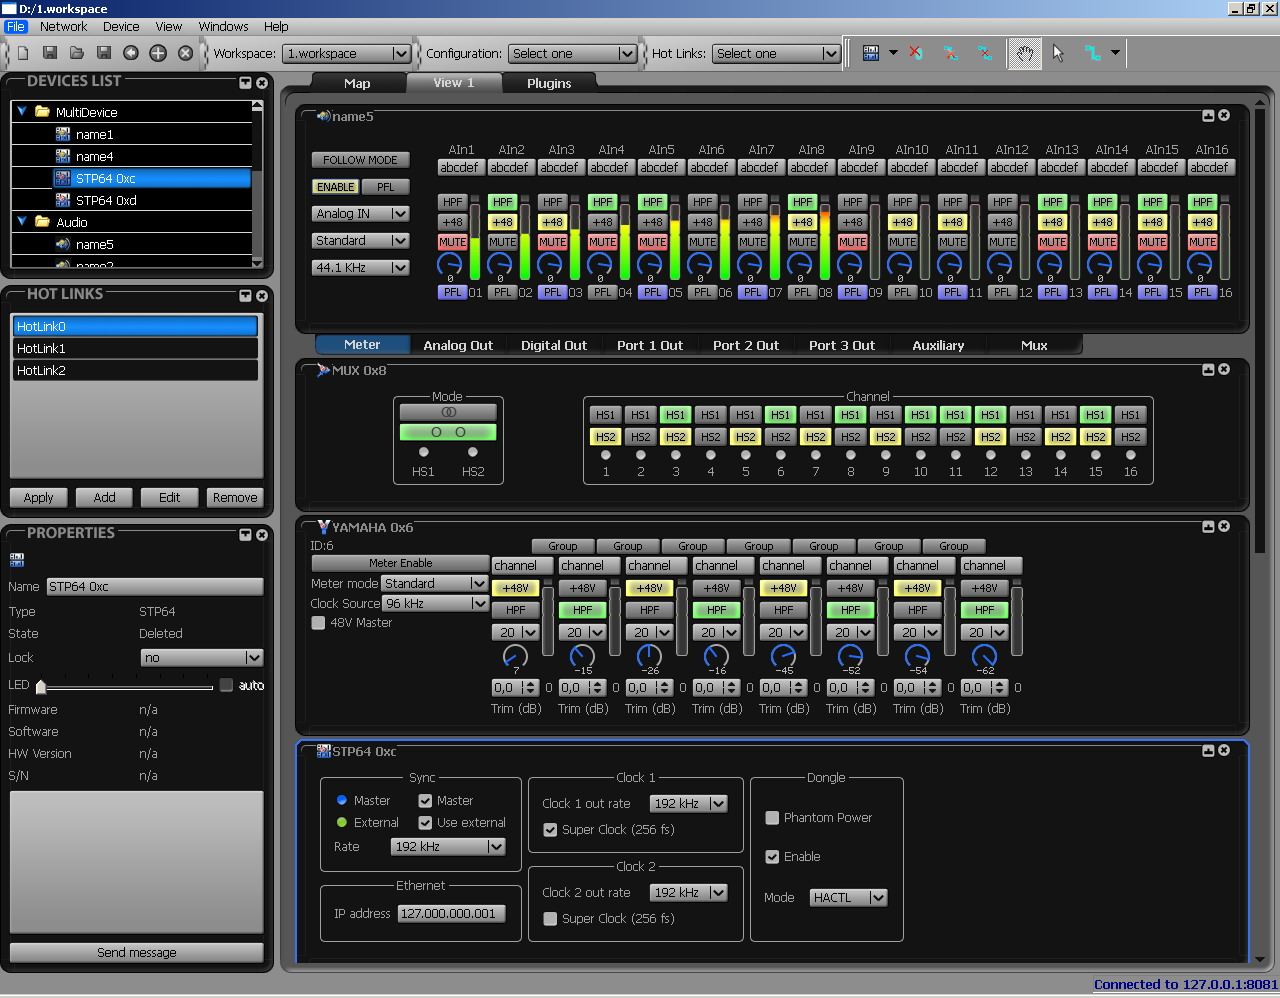 D:/1.workspace
File Network Device View Windows Help
Workspace: 1.workspace Configuration: Select one Hot Links: Select one
DEVICES LIST
MultiDevice
name1
name4
STP64 0xc
STP64 0xd
Audio
name5
HOT LINKS
HotLink0
HotLink1
HotLink2
Apply Add Edit Remove
PROPERTIES
Name STP64 0xc
Type STP64
State Deleted
Lock no
LED auto
Firmware n/a
Software n/a
HW Version n/a
S/N n/a
Send message
Map View 1 Plugins
name5
AIn1 AIn2 AIn3 AIn4 AIn5 AIn6 AIn7 AIn8 AIn9 AIn10 AIn11 AIn12 AIn13 AIn14 AIn15 AIn16
FOLLOW MODE abcdef abcdef abcdef abcdef abcdef abcdef abcdef abcdef abcdef abcdef abcdef abcdef abcdef abcdef abcdef abcdef
ENABLE PFL HPF HPF HPF HPF HPF HPF HPF HPF HPF HPF HPF HPF HPF HPF HPF HPF
Analog IN +48 +48 +48 +48 +48 +48 +48 +48 +48 +48 +48 +48 +48 +48 +48 +48
Standard MUTE MUTE MUTE MUTE MUTE MUTE MUTE MUTE MUTE MUTE MUTE MUTE MUTE MUTE MUTE MUTE
44.1 KHz 0 0 0 0 0 0 0 0 0 0 0 0 0 0 0 0
PFL 01 PFL 02 PFL 03 PFL 04 PFL 05 PFL 06 PFL 07 PFL 08 PFL 09 PFL 10 PFL 11 PFL 12 PFL 13 PFL 14 PFL 15 PFL 16
Meter Analog Out Digital Out Port 1 Out Port 2 Out Port 3 Out Auxiliary Mux
MUX 0x8
Mode
HS1 HS2
Channel
HS1 HS1 HS1 HS1 HS1 HS1 HS1 HS1 HS1 HS1 HS1 HS1 HS1 HS1 HS1 HS1
HS2 HS2 HS2 HS2 HS2 HS2 HS2 HS2 HS2 HS2 HS2 HS2 HS2 HS2 HS2 HS2
1 2 3 4 5 6 7 8 9 10 11 12 13 14 15 16
YAMAHA 0x6
ID:6 Group Group Group Group Group Group Group
Meter Enable channel channel channel channel channel channel channel channel
Meter mode Standard +48V +48V +48V +48V +48V +48V +48V +48V
Clock Source 96 kHz HPF HPF HPF HPF HPF HPF HPF HPF
48V Master 20 20 20 20 20 20 20 20
7 -15 -26 -16 -45 -52 -54 -62
0,0 0 0,0 0 0,0 0 0,0 0 0,0 0 0,0 0 0,0 0 0,0 0
Trim (dB) Trim (dB) Trim (dB) Trim (dB) Trim (dB) Trim (dB) Trim (dB) Trim (dB)
STP64 0xc
Sync
Master Master
External Use external
Rate 192 kHz
Ethernet
IP address 127.000.000.001
Clock 1
Clock 1 out rate 192 kHz
Super Clock (256 fs)
Clock 2
Clock 2 out rate 192 kHz
Super Clock (256 fs)
Dongle
Phantom Power
Enable
Mode HACTL
Connected to 127.0.0.1:8081